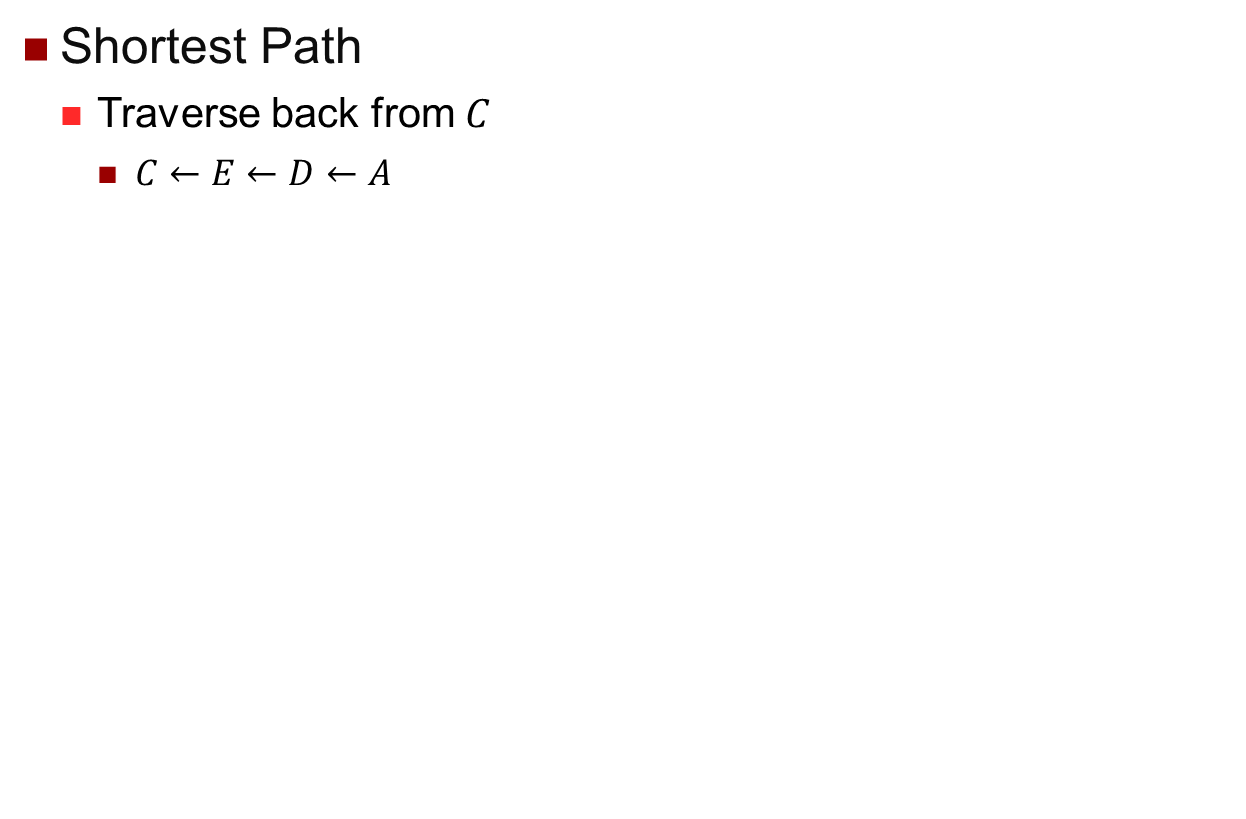 Shortest Path
Traverse back from C
C ← E ← D ← A